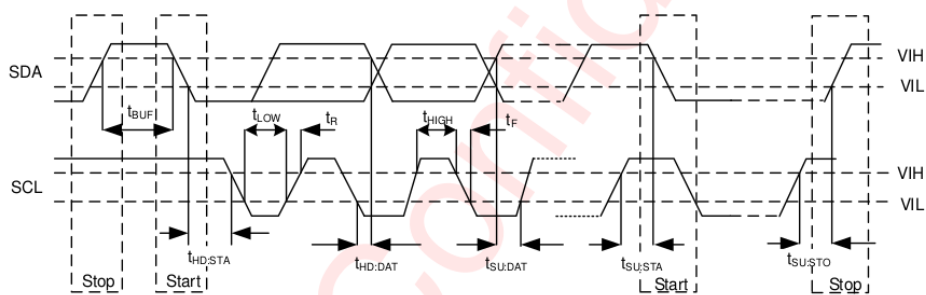 SDA
VIH
VIL
tBUF
tLOW
tR
tHIGH
tF
SCL
VIH
VIL
tHD:STA
tHD:DAT
tSU:DAT
tSU:STA
tSU:STO
Stop
Start
Start
Stop